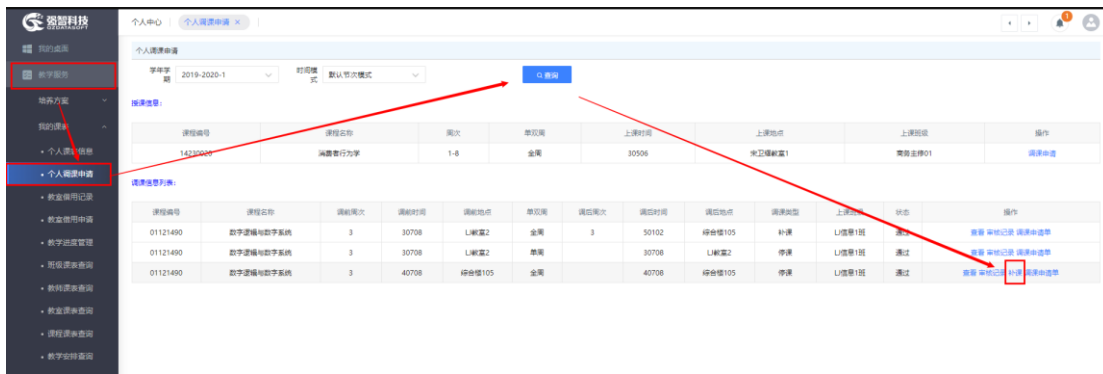 强智科技
QZDATASOFT
个人中心 个人调课申请 ×
1
我的桌面
教学服务
培养方案
我的课表
• 个人课表信息
• 个人调课申请
• 教室借用记录
• 教室借用申请
• 教学进度管理
• 班级课表查询
• 教师课表查询
• 教室课表查询
• 课程课表查询
• 教学安排查询
个人调课申请
学年学期 2019-2020-1 时间模式 默认节次模式 查询
授课信息:
课程编号 课程名称 周次 单双周 上课时间 上课地点 上课班级 操作
14230020 消费者行为学 1-8 全周 30506 宋卫镭教室1 商务主修01 调课申请
调课信息列表:
课程编号 课程名称 调前周次 调前时间 调前地点 单双周 调后周次 调后时间 调后地点 调课类型 上课班级 状态 操作
01121490 数字逻辑与数字系统 3 30708 LJ教室2 全周 3 50102 综合楼105 补课 LJ信息1班 通过 查看 审核记录 调课申请单
01121490 数字逻辑与数字系统 3 30708 LJ教室2 单周 30708 LJ教室2 停课 LJ信息1班 通过 查看 审核记录 调课申请单
01121490 数字逻辑与数字系统 3 40708 综合楼105 全周 40708 综合楼105 停课 LJ信息1班 通过 查看 审核记录 补课 调课申请单